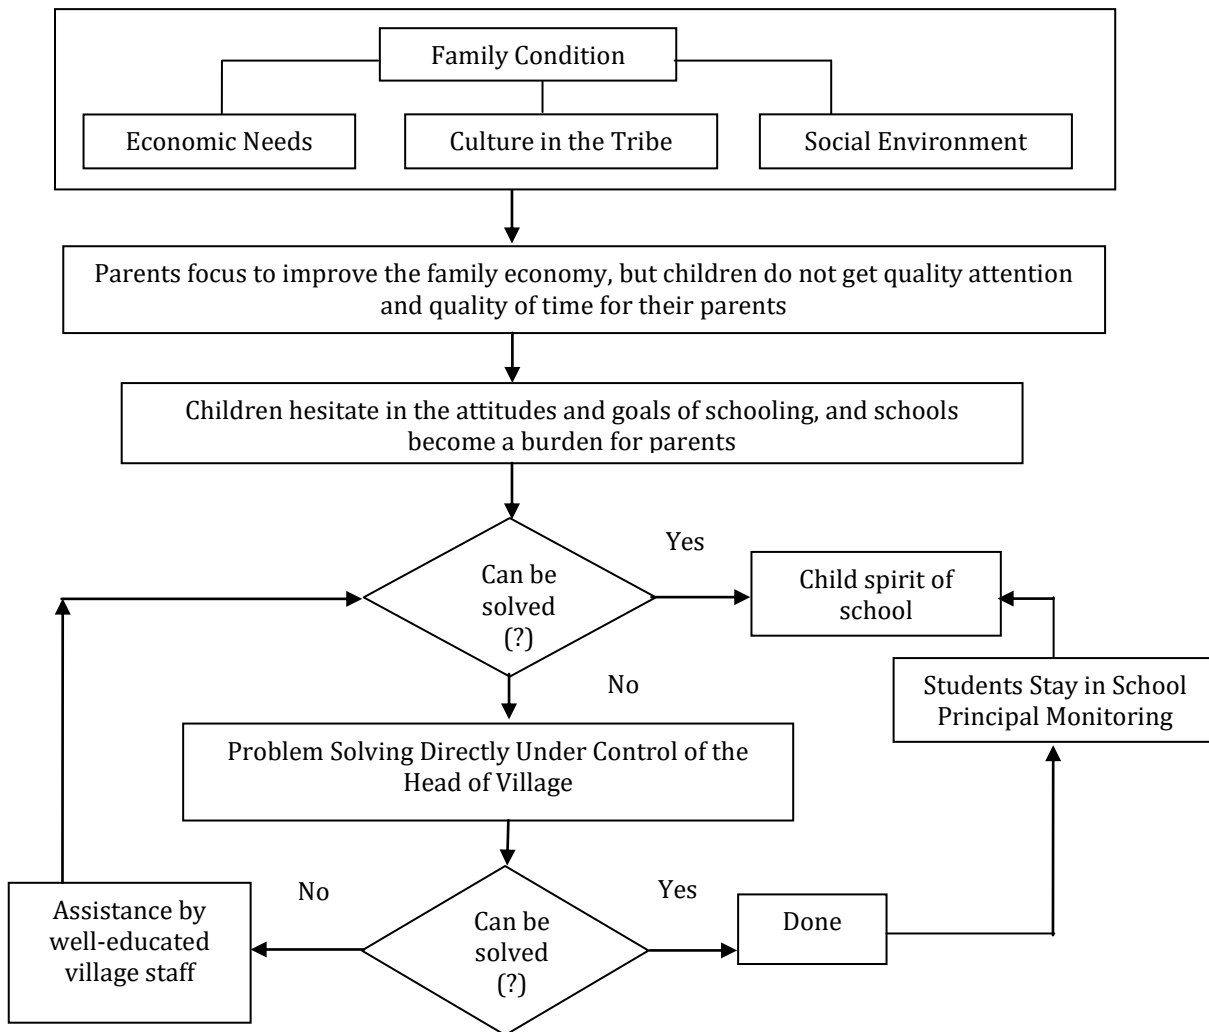 Family Condition
Economic Needs
Culture in the Tribe
Social Environment
Parents focus to improve the family economy, but children do not get quality attention
and quality of time for their parents
Children hesitate in the attitudes and goals of schooling, and schools
become a burden for parents
Can be
solved
(?)
Yes
Child spirit of
school
No
Students Stay in School
Principal Monitoring
Problem Solving Directly Under Control of the
Head of Village
No
Assistance by
well-educated
village staff
Can be
solved
(?)
Yes
Done